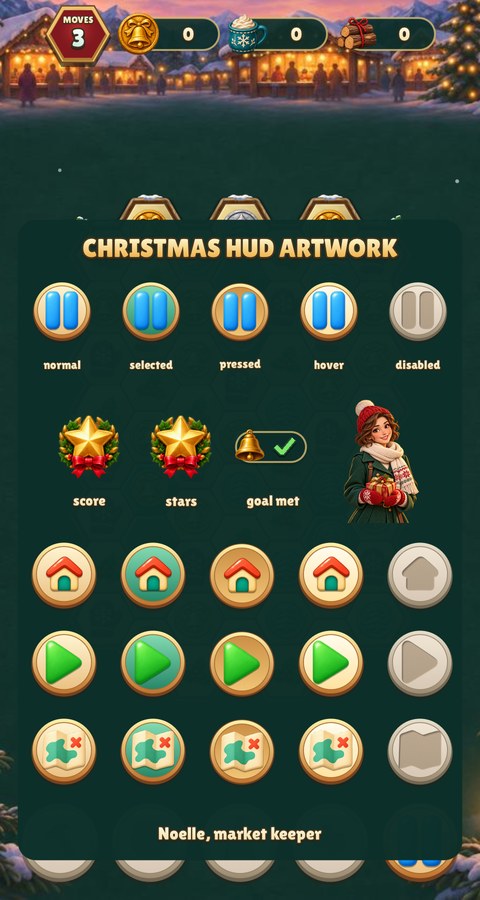 MOVES
3
0
0
0
CHRISTMAS HUD ARTWORK
normal
selected
pressed
hover
disabled
score
stars
goal met
Noelle, market keeper